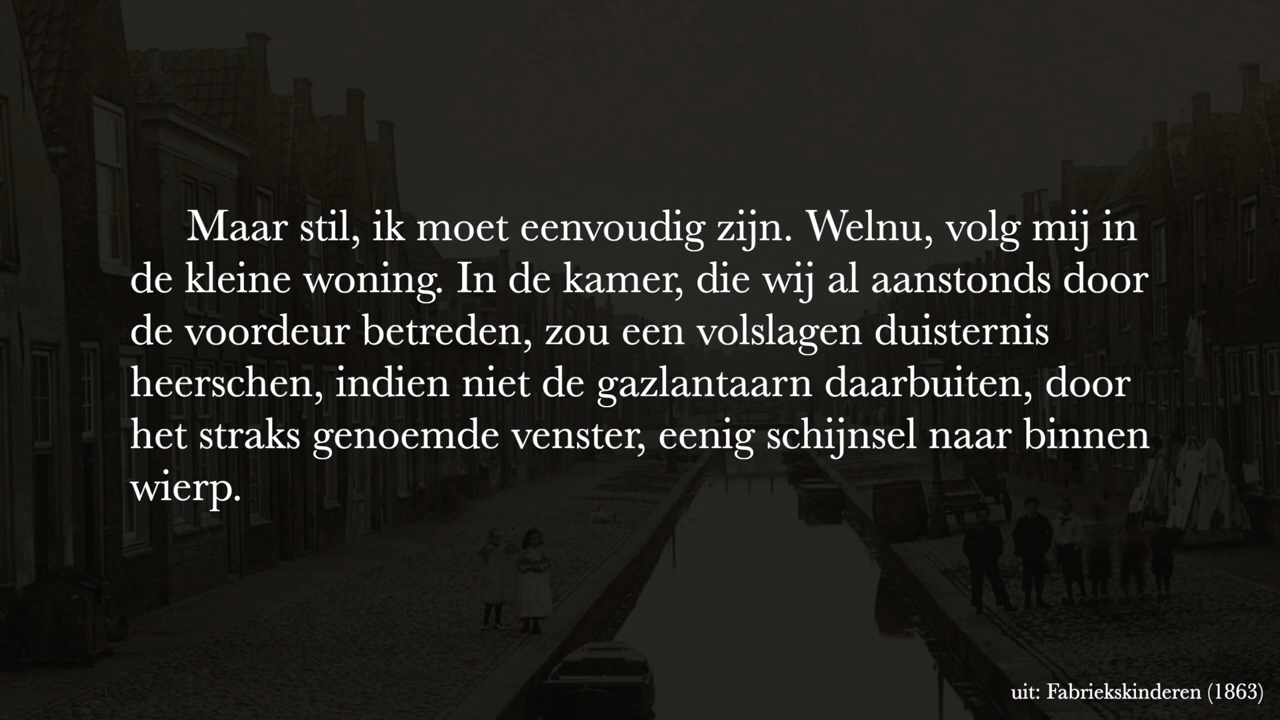 Maar stil, ik moet eenvoudig zijn. Welnu, volg mij in
de kleine woning. In de kamer, die wij al aanstonds door
de voordeur betreden, zou een volslagen duisternis
heerschen, indien niet de gazlantaarn daarbuiten, door
het straks genoemde venster, eenig schijnsel naar binnen
wierp.
uit: Fabriekskinderen (1863)